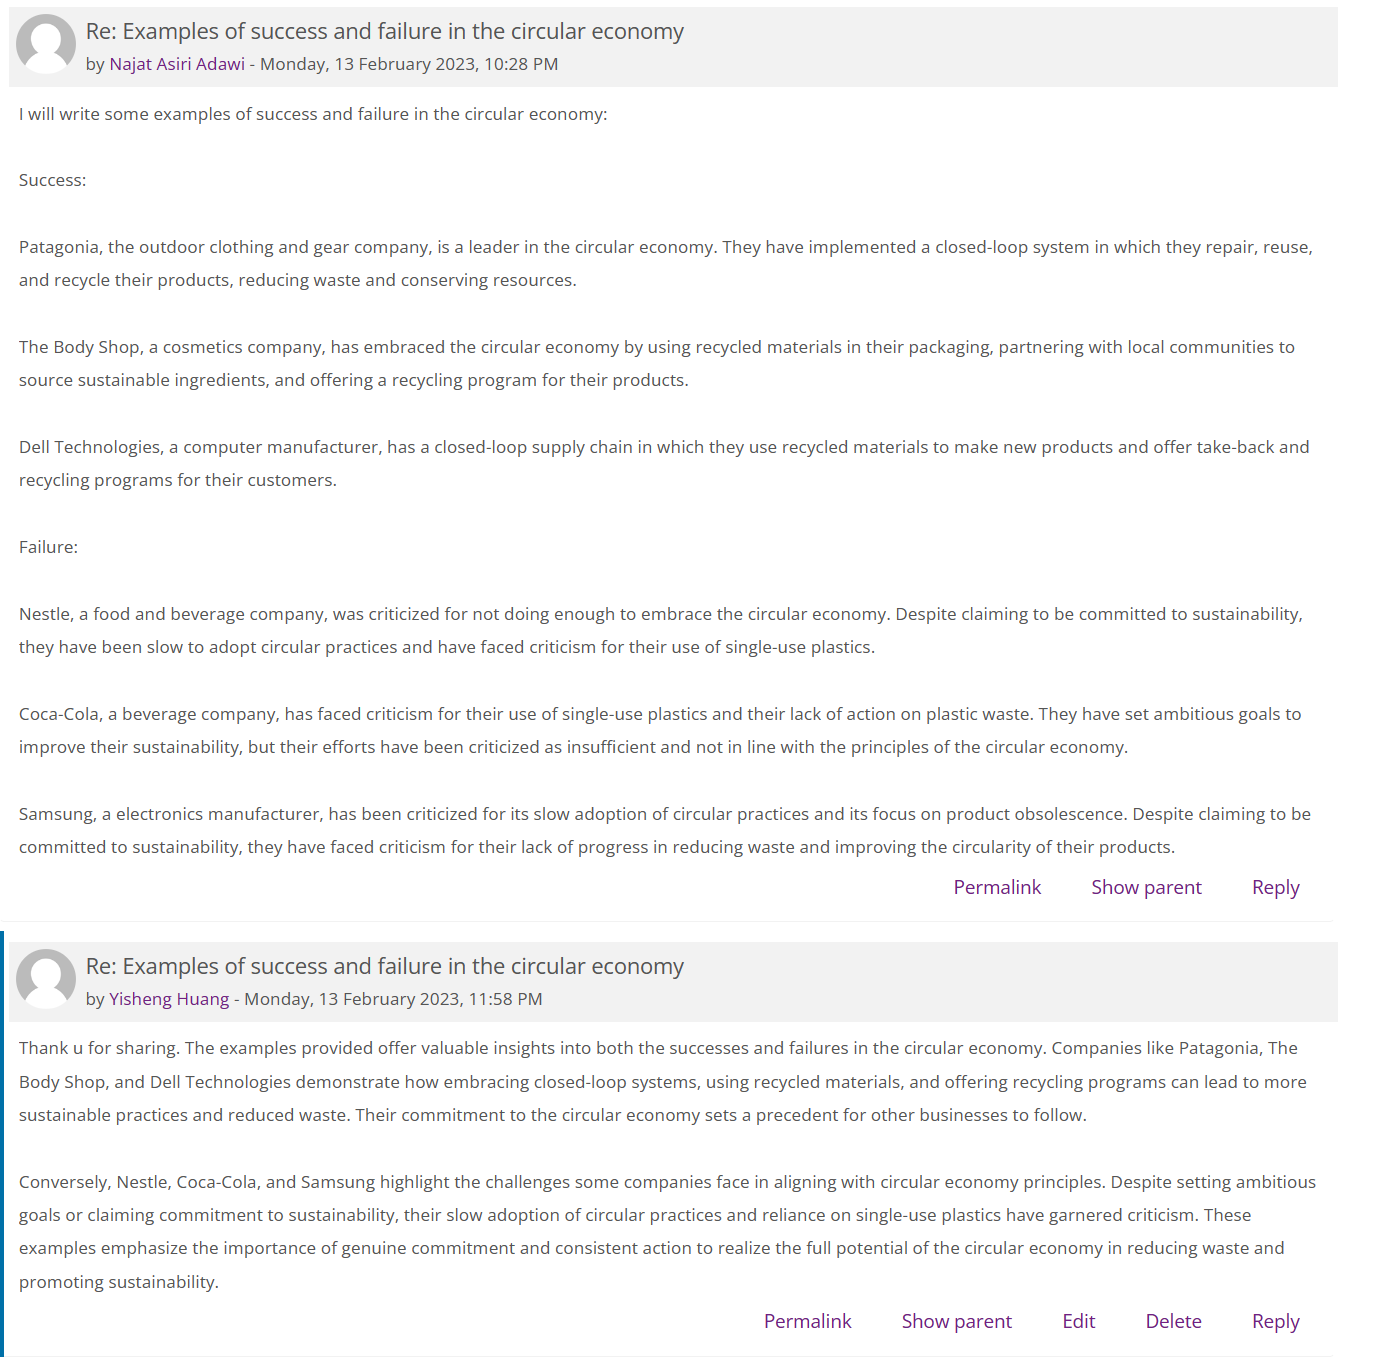 Re: Examples of success and failure in the circular economy
by Najat Asiri Adawi - Monday, 13 February 2023, 10:28 PM
I will write some examples of success and failure in the circular economy:
Success:
Patagonia, the outdoor clothing and gear company, is a leader in the circular economy. They have implemented a closed-loop system in which they repair, reuse,
and recycle their products, reducing waste and conserving resources.
The Body Shop, a cosmetics company, has embraced the circular economy by using recycled materials in their packaging, partnering with local communities to
source sustainable ingredients, and offering a recycling program for their products.
Dell Technologies, a computer manufacturer, has a closed-loop supply chain in which they use recycled materials to make new products and offer take-back and
recycling programs for their customers.
Failure:
Nestle, a food and beverage company, was criticized for not doing enough to embrace the circular economy. Despite claiming to be committed to sustainability,
they have been slow to adopt circular practices and have faced criticism for their use of single-use plastics.
Coca-Cola, a beverage company, has faced criticism for their use of single-use plastics and their lack of action on plastic waste. They have set ambitious goals to
improve their sustainability, but their efforts have been criticized as insufficient and not in line with the principles of the circular economy.
Samsung, a electronics manufacturer, has been criticized for its slow adoption of circular practices and its focus on product obsolescence. Despite claiming to be
committed to sustainability, they have faced criticism for their lack of progress in reducing waste and improving the circularity of their products.
Permalink Show parent Reply
Re: Examples of success and failure in the circular economy
by Yisheng Huang - Monday, 13 February 2023, 11:58 PM
Thank u for sharing. The examples provided offer valuable insights into both the successes and failures in the circular economy. Companies like Patagonia, The
Body Shop, and Dell Technologies demonstrate how embracing closed-loop systems, using recycled materials, and offering recycling programs can lead to more
sustainable practices and reduced waste. Their commitment to the circular economy sets a precedent for other businesses to follow.
Conversely, Nestle, Coca-Cola, and Samsung highlight the challenges some companies face in aligning with circular economy principles. Despite setting ambitious
goals or claiming commitment to sustainability, their slow adoption of circular practices and reliance on single-use plastics have garnered criticism. These
examples emphasize the importance of genuine commitment and consistent action to realize the full potential of the circular economy in reducing waste and
promoting sustainability.
Permalink Show parent Edit Delete Reply